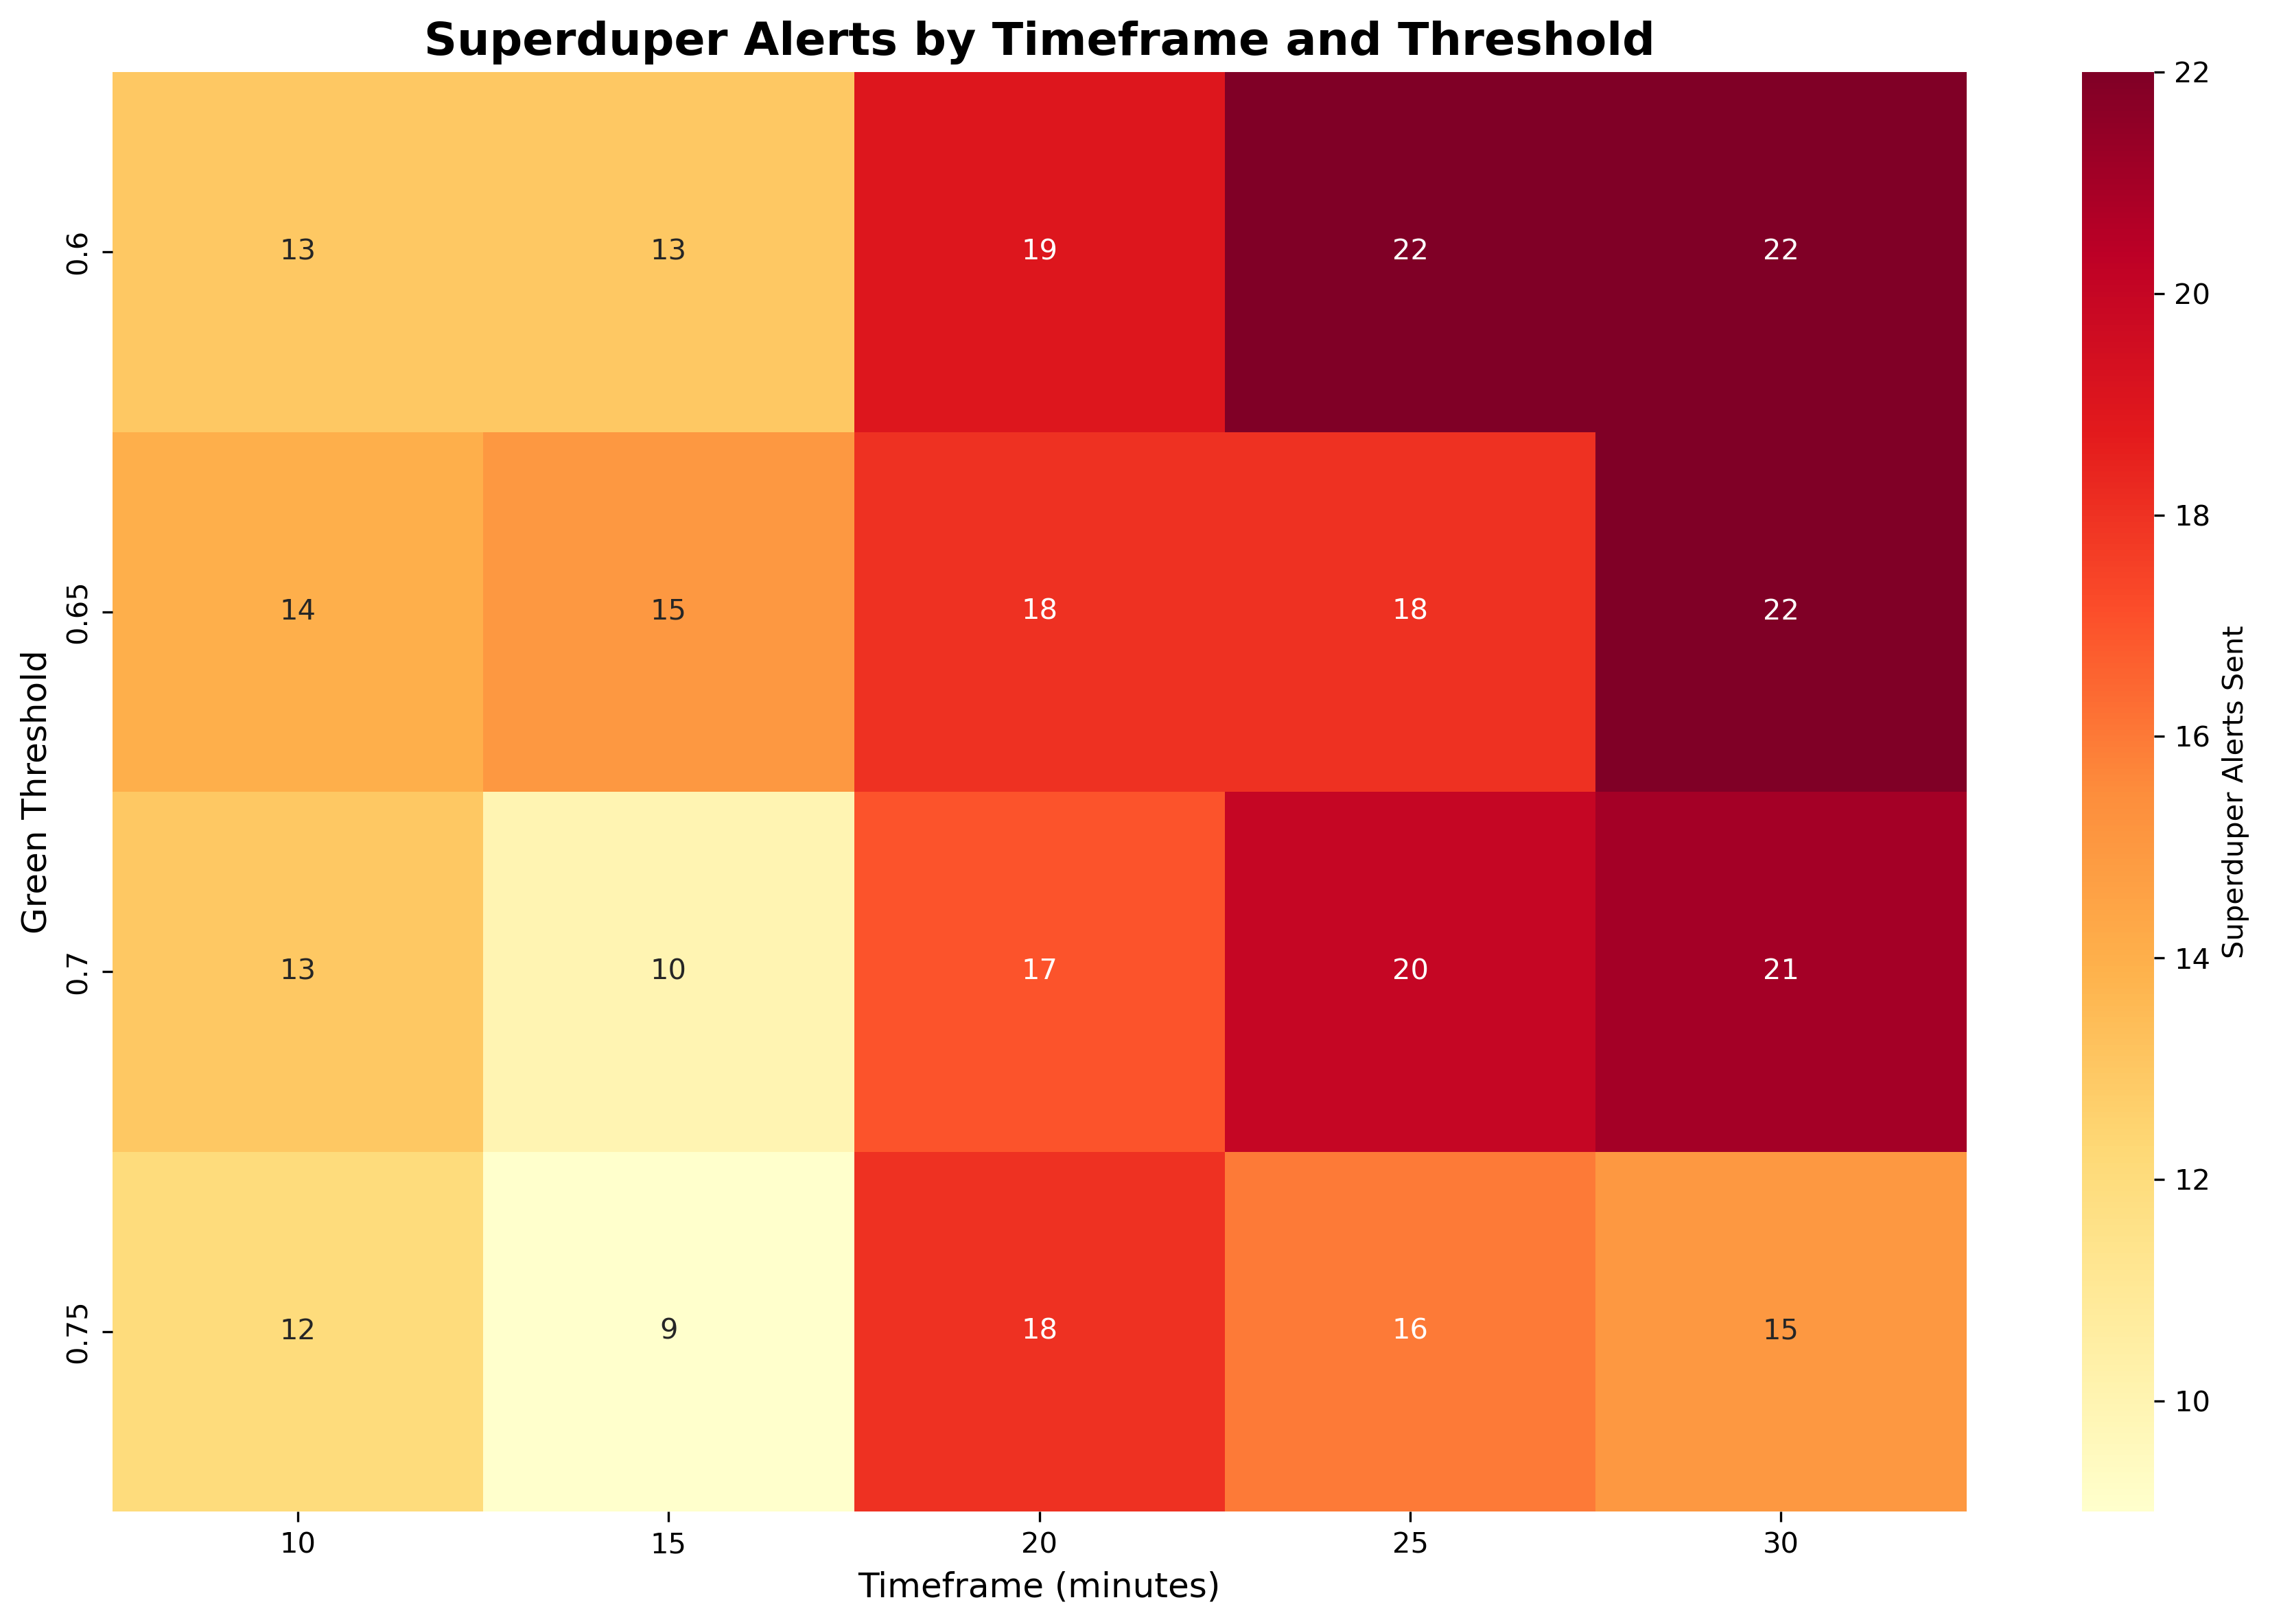 Superduper Alerts by Timeframe and Threshold
Green Threshold
0.6
13 13 19 22 22
0.65
14 15 18 18 22
0.7
13 10 17 20 21
0.75
12 9 18 16 15
10 15 20 25 30
Timeframe (minutes)
22
20
18
16
14
12
10
Superduper Alerts Sent